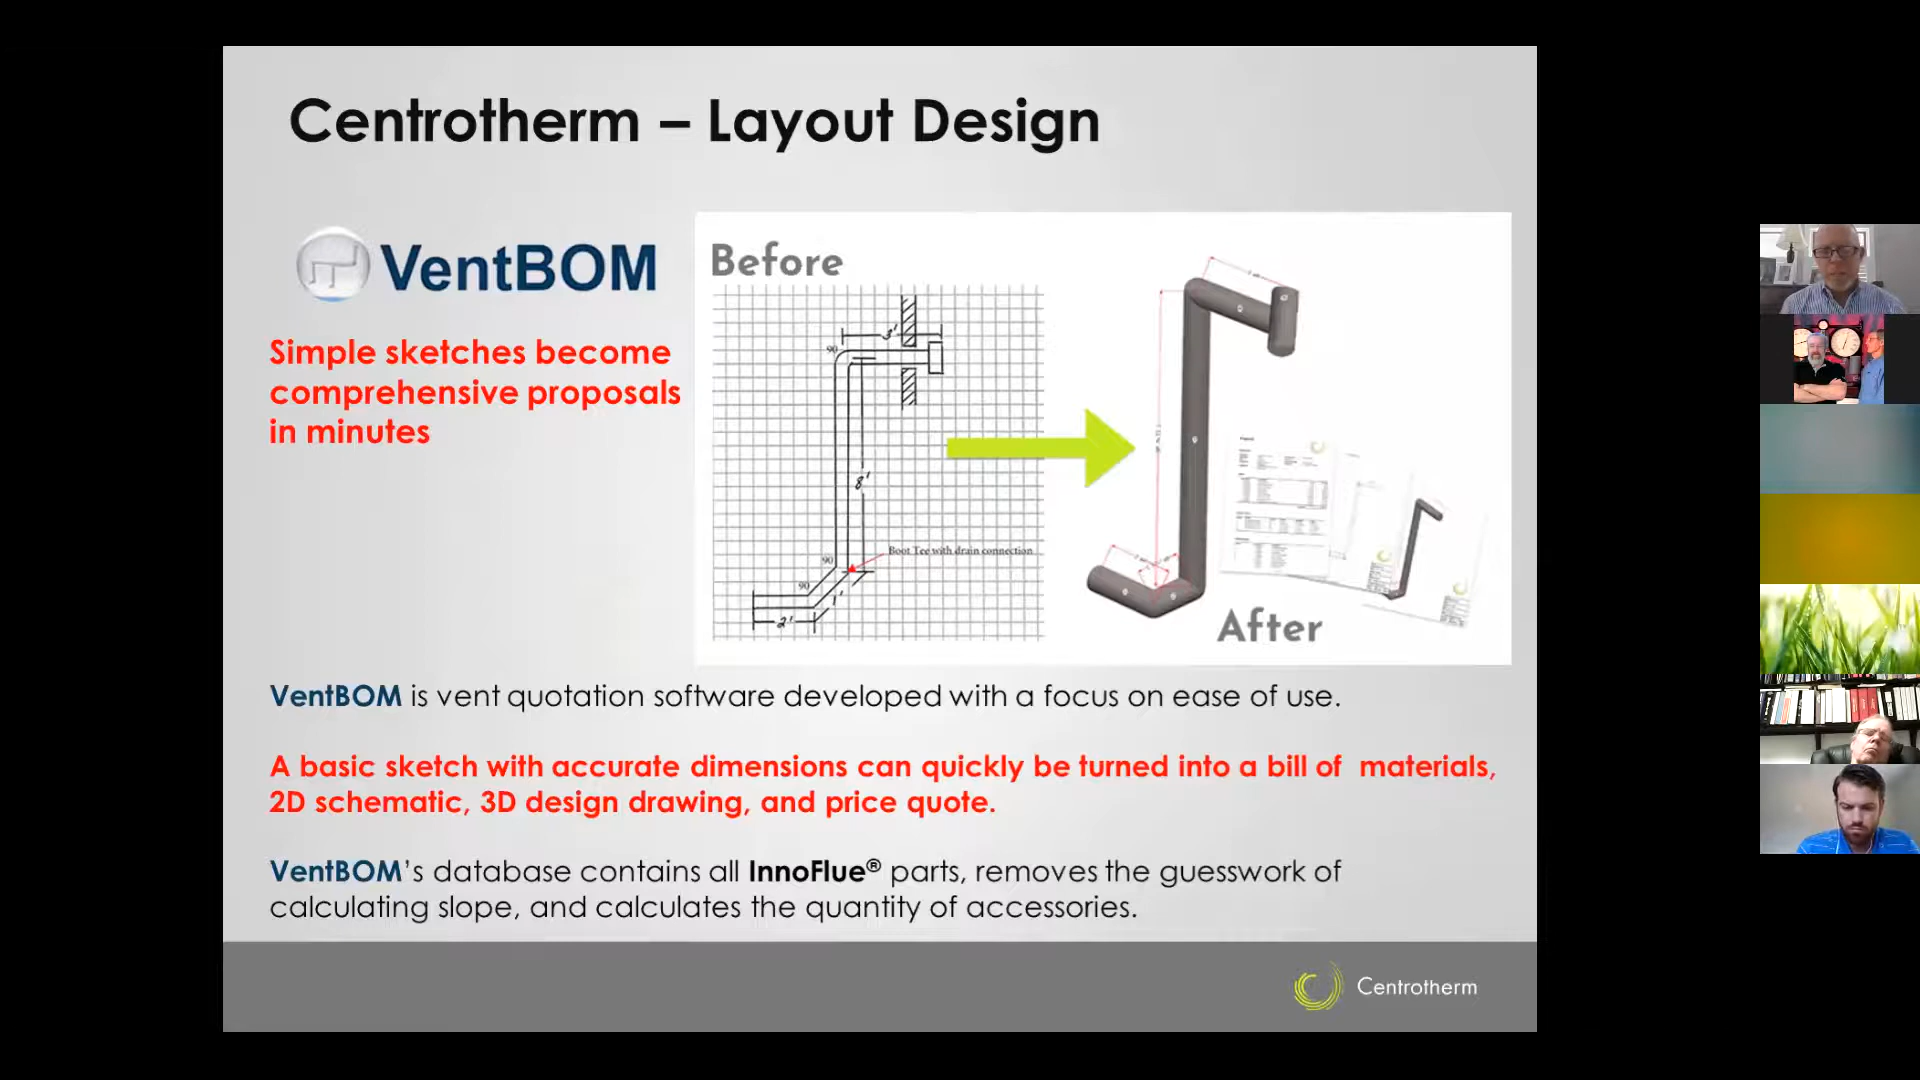 Centrotherm – Layout Design
VentBOM
Simple sketches become
comprehensive proposals
in minutes
Before
3'
90
8'
90
Boot Tee with drain connection
90
1'
2'
After
VentBOM is vent quotation software developed with a focus on ease of use.
A basic sketch with accurate dimensions can quickly be turned into a bill of materials,
2D schematic, 3D design drawing, and price quote.
VentBOM's database contains all InnoFlue® parts, removes the guesswork of
calculating slope, and calculates the quantity of accessories.
Centrotherm